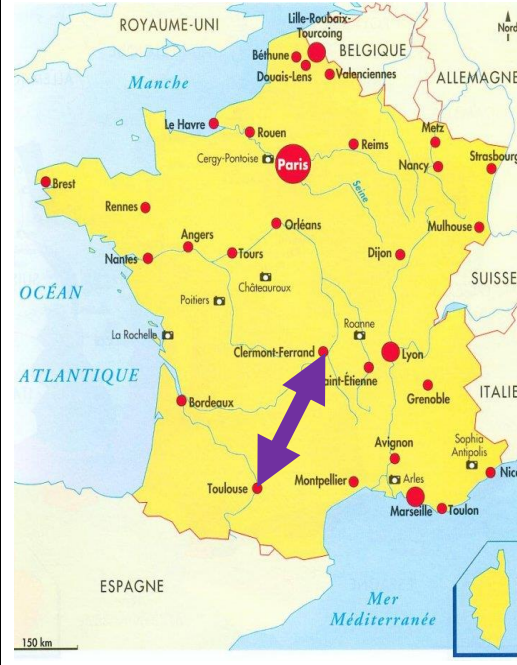 ROYAUME-UNI
Lille-Roubaix-
Tourcoing
Nord
BELGIQUE
Béthune
Douais-Lens
Valenciennes
ALLEMAGNE
Manche
Le Havre
Rouen
Reims
Metz
Cergy-Pontoise
Paris
Nancy
Strasbourg
Brest
Seine
Rennes
Orléans
Mulhouse
Angers
Nantes
Tours
Dijon
SUISSE
Châteauroux
OCÉAN
Poitiers
La Rochelle
Roanne
Clermont-Ferrand
Lyon
ATLANTIQUE
aint-Étienne
ITALIE
Grenoble
Bordeaux
Avignon
Sophia
Antipolis
Toulouse
Montpellier
Arles
Nice
Marseille
Toulon
ESPAGNE
Mer
Méditerranée
150 km